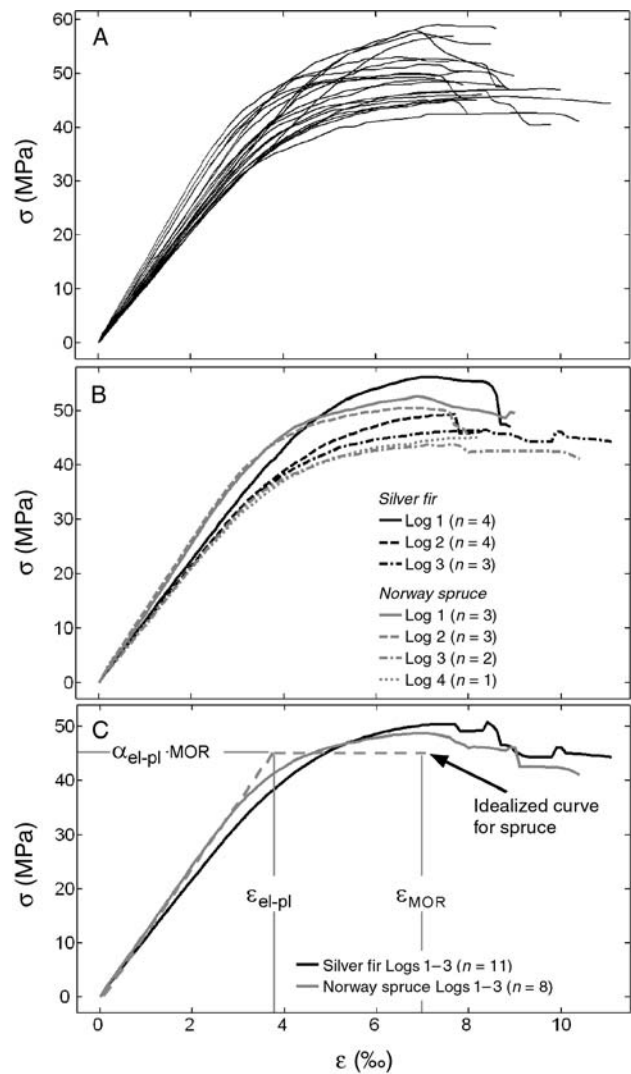 A
σ (MPa)
60
50
40
30
20
10
0
B
σ (MPa)
50
40
30
20
10
0
Silver fir
Log 1 (n = 4)
Log 2 (n = 4)
Log 3 (n = 3)
Norway spruce
Log 1 (n = 3)
Log 2 (n = 3)
Log 3 (n = 2)
Log 4 (n = 1)
C
σ (MPa)
50
40
30
20
10
0
αel-pl·MOR
Idealized curve
for spruce
εel-pl
εMOR
Silver fir Logs 1–3 (n = 11)
Norway spruce Logs 1–3 (n = 8)
0 2 4 6 8 10
ε (‰)